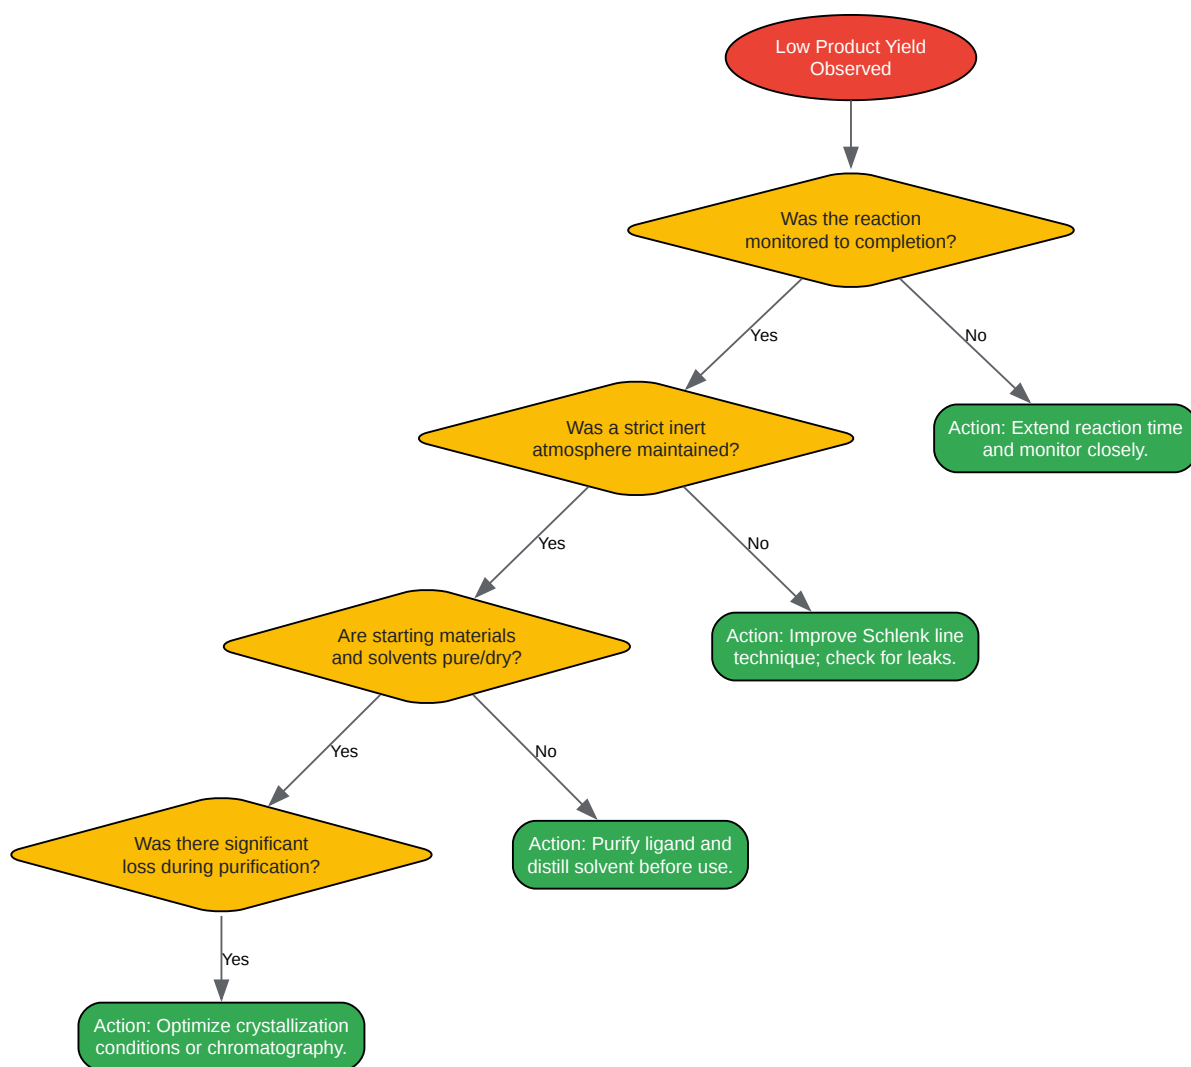 Low Product Yield
Observed
Was the reaction
monitored to completion?
Yes
No
Was a strict inert
atmosphere maintained?
Action: Extend reaction time
and monitor closely.
Yes
No
Are starting materials
and solvents pure/dry?
Action: Improve Schlenk line
technique; check for leaks.
Yes
No
Was there significant
loss during purification?
Action: Purify ligand and
distill solvent before use.
Yes
Action: Optimize crystallization
conditions or chromatography.